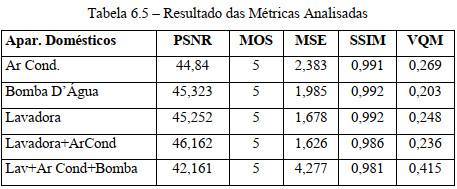 Tabela 6.5 – Resultado das Métricas Analisadas
Apar. Domésticos PSNR MOS MSE SSIM VQM
Ar Cond. 44,84 5 2,383 0,991 0,269
Bomba D’Água 45,323 5 1,985 0,992 0,203
Lavadora 45,252 5 1,678 0,992 0,248
Lavadora+ArCond 46,162 5 1,626 0,986 0,236
Lav+Ar Cond+Bomba 42,161 5 4,277 0,981 0,415